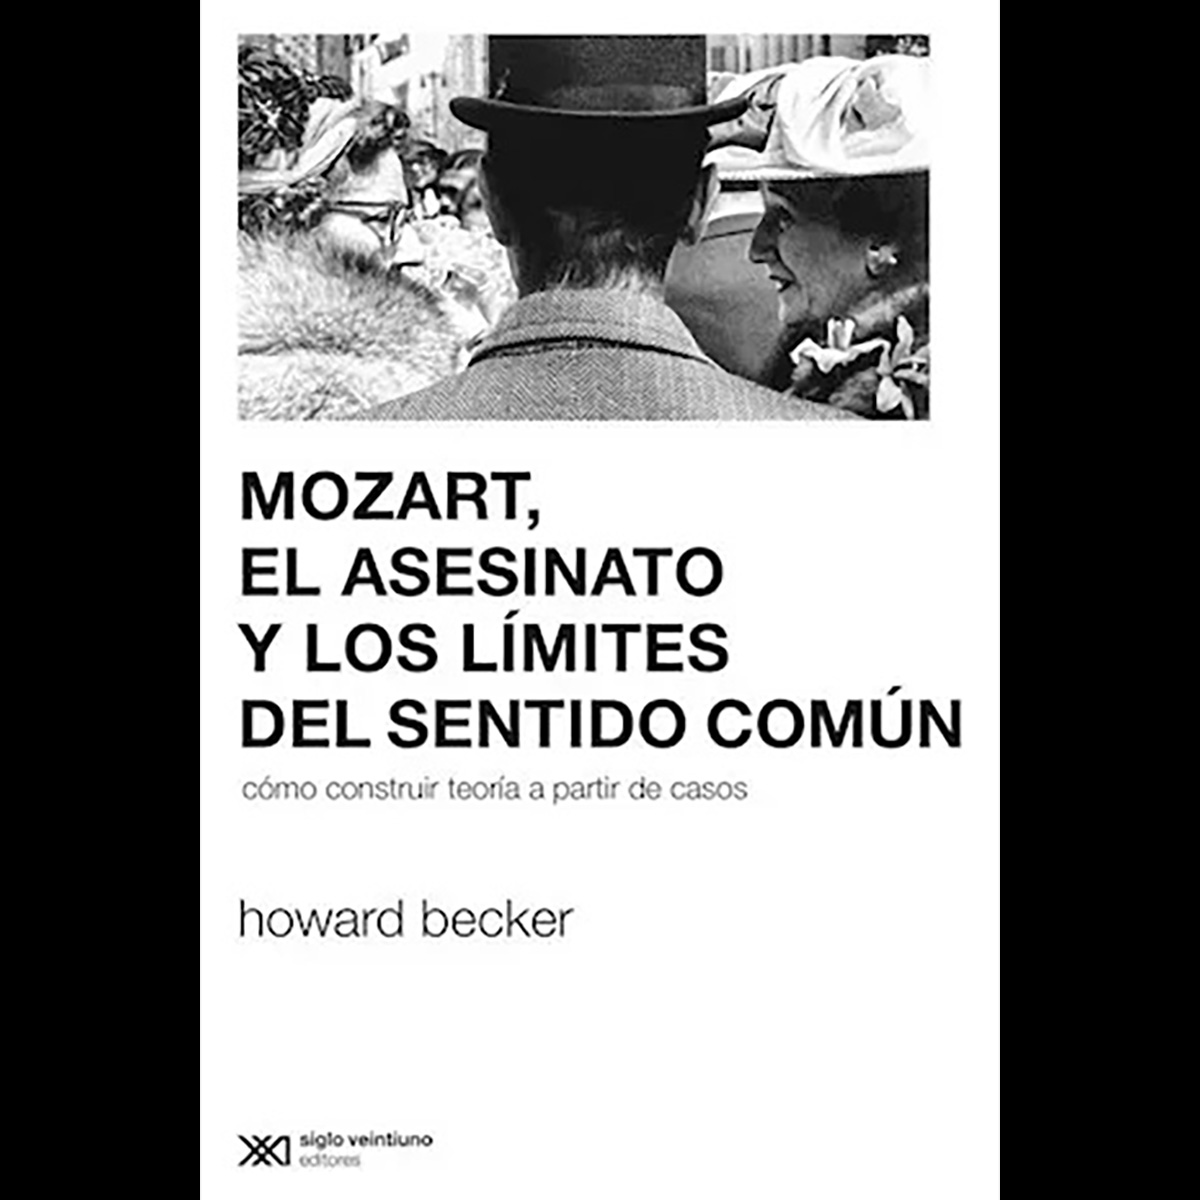 MOZART,
EL ASESINATO
Y LOS LÍMITES
DEL SENTIDO COMÚN
cómo construir teoría a partir de casos
howard becker
siglo veintiuno
editores